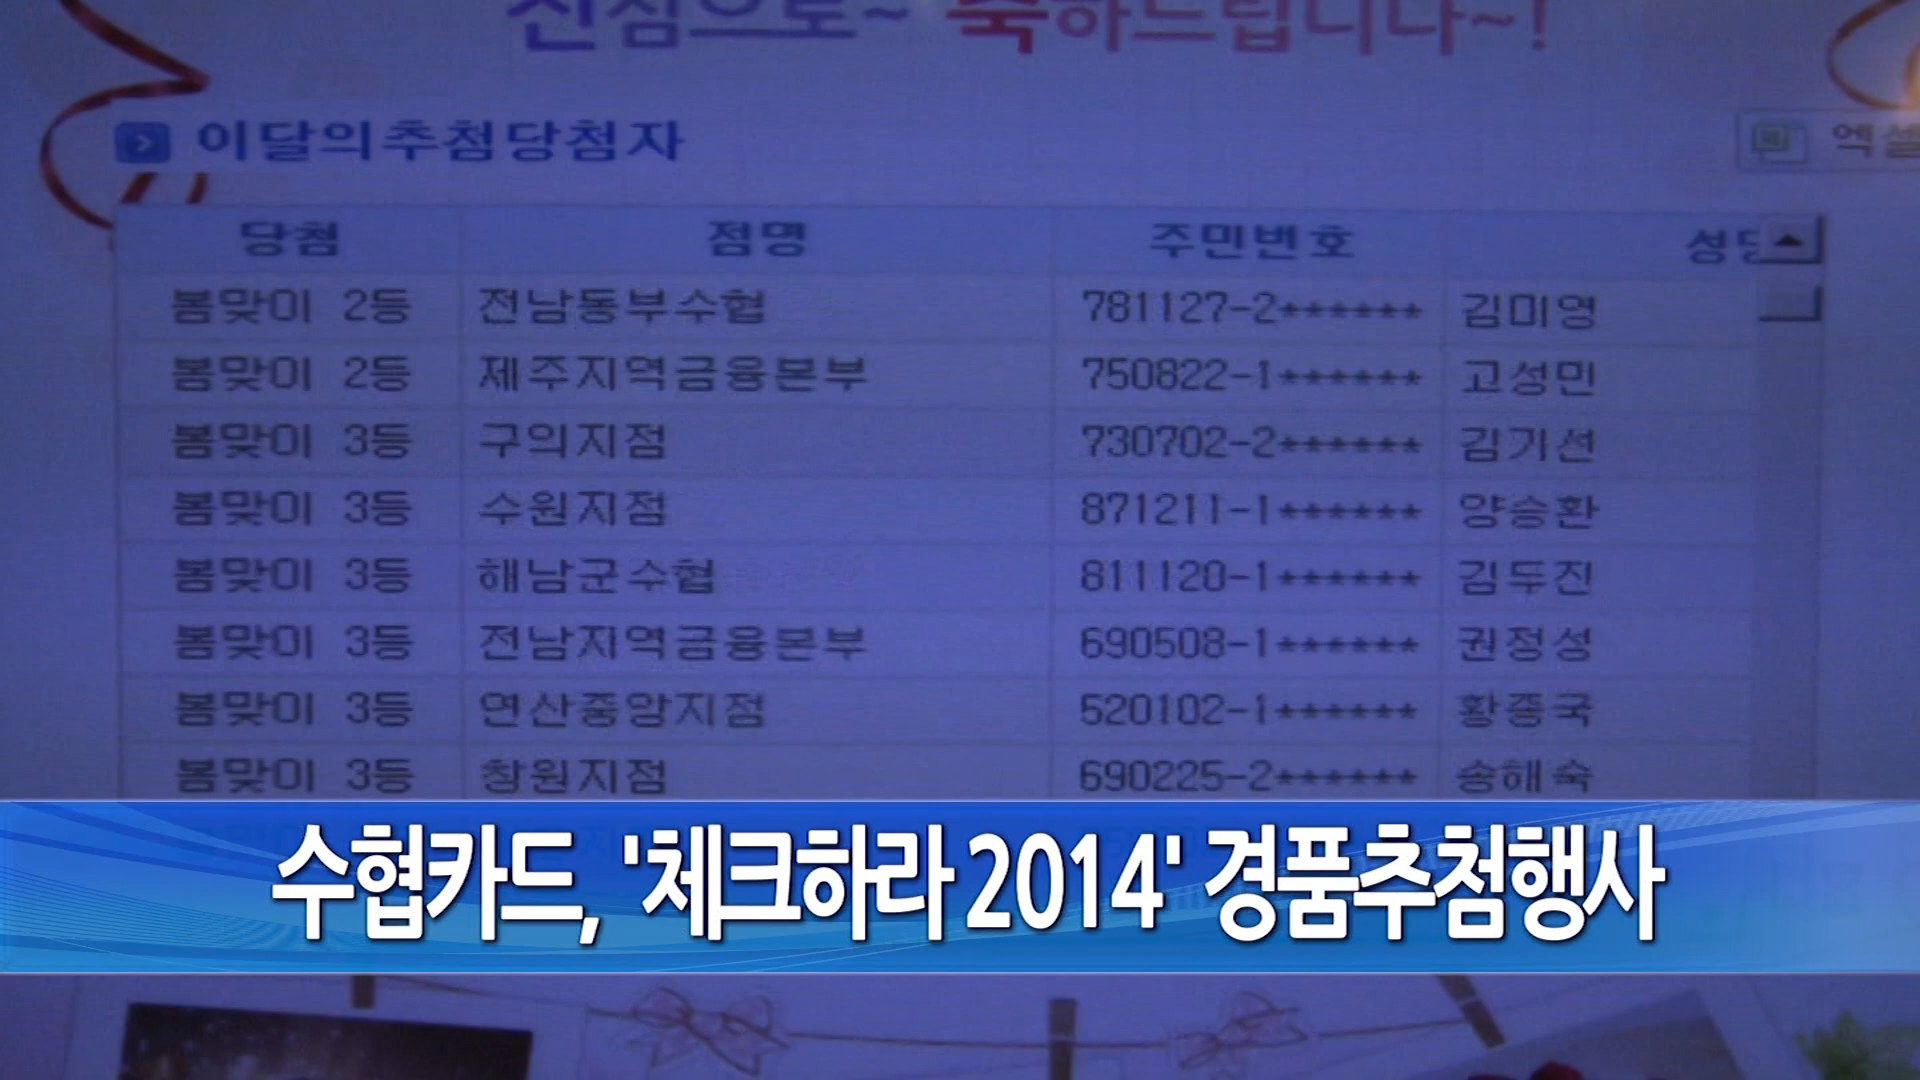 진심으로~ 축하드립니다~!
이달의추첨당첨자
엑셀
당첨 점명 주민번호 성명
봄맞이 2등 전남동부수협 781127-2****** 김미영
봄맞이 2등 제주지역금융본부 750822-1****** 고성민
봄맞이 3등 구의지점 730702-2****** 김기선
봄맞이 3등 수원지점 871211-1****** 양승환
봄맞이 3등 해남군수협 811120-1****** 김두진
봄맞이 3등 전남지역금융본부 690508-1****** 권정성
봄맞이 3등 연산중앙지점 520102-1****** 황종국
봄맞이 3등 창원지점 690225-2****** 송해숙
수협카드, '체크하라 2014' 경품추첨행사